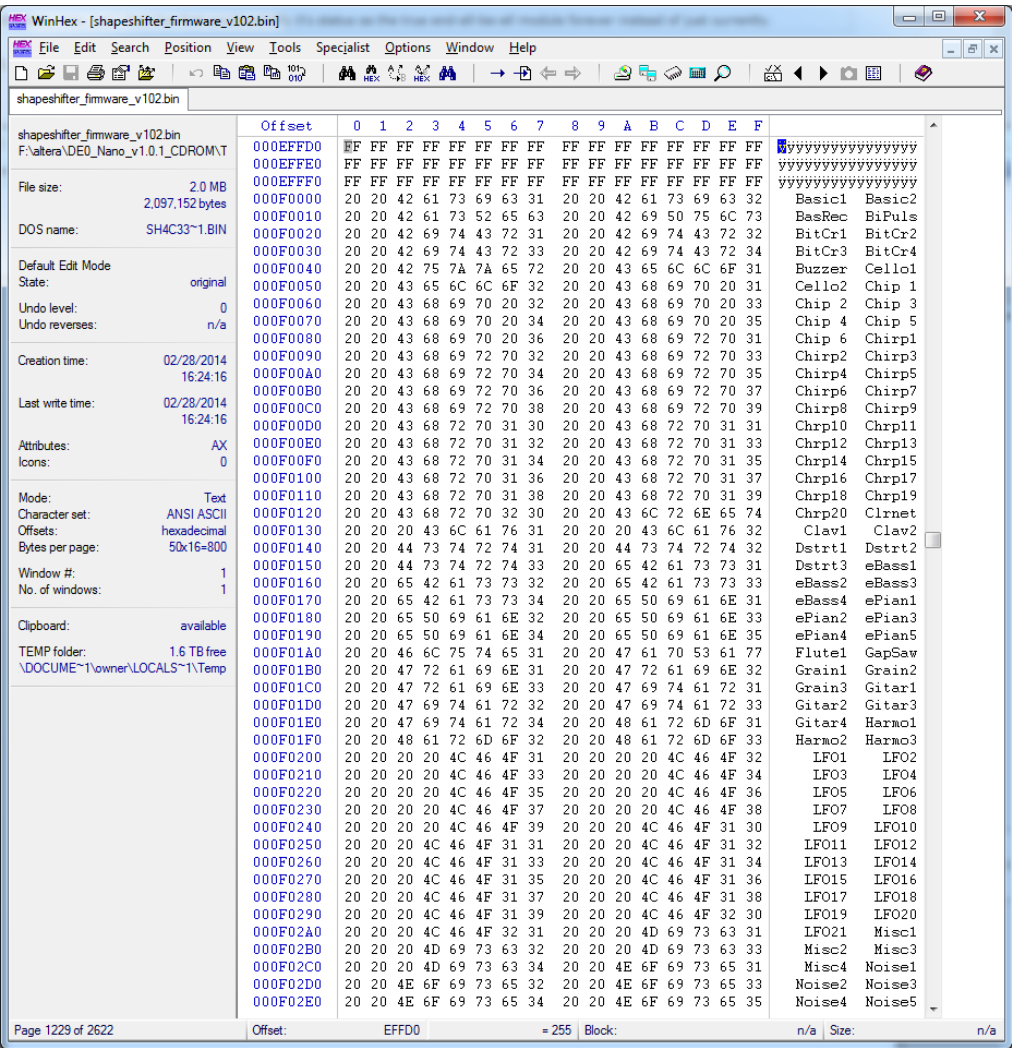 WinHex - [shapeshifter_firmware_v102.bin]
File Edit Search Position View Tools Specialist Options Window Help
shapeshifter_firmware_v102.bin
shapeshifter_firmware_v102.bin
F:\altera\DE0_Nano_v1.0.1_CDROM\T
File size: 2.0 MB
2,097,152 bytes
DOS name: SH4C33~1.BIN
Default Edit Mode
State: original
Undo level: 0
Undo reverses: n/a
Creation time: 02/28/2014
16:24:16
Last write time: 02/28/2014
16:24:16
Attributes: AX
Icons: 0
Mode: Text
Character set: ANSI ASCII
Offsets: hexadecimal
Bytes per page: 50x16=800
Window #: 1
No. of windows: 1
Clipboard: available
TEMP folder: 1.6 TB free
\DOCUME~1\owner\LOCALS~1\Temp
Offset 0 1 2 3 4 5 6 7 8 9 A B C D E F
000EFFD0 FF FF FF FF FF FF FF FF FF FF FF FF FF FF FF FF ÿÿÿÿÿÿÿÿÿÿÿÿÿÿÿÿ
000EFFE0 FF FF FF FF FF FF FF FF FF FF FF FF FF FF FF FF ÿÿÿÿÿÿÿÿÿÿÿÿÿÿÿÿ
000EFFF0 FF FF FF FF FF FF FF FF FF FF FF FF FF FF FF FF ÿÿÿÿÿÿÿÿÿÿÿÿÿÿÿÿ
000F0000 20 20 42 61 73 69 63 31 20 20 42 61 73 69 63 32 Basic1 Basic2
000F0010 20 20 42 61 73 52 65 63 20 20 42 69 50 75 6C 73 BasRec BiPuls
000F0020 20 20 42 69 74 43 72 31 20 20 42 69 74 43 72 32 BitCr1 BitCr2
000F0030 20 20 42 69 74 43 72 33 20 20 42 69 74 43 72 34 BitCr3 BitCr4
000F0040 20 20 42 75 7A 7A 65 72 20 20 43 65 6C 6C 6F 31 Buzzer Cello1
000F0050 20 20 43 65 6C 6C 6F 32 20 20 43 68 69 70 20 31 Cello2 Chip 1
000F0060 20 20 43 68 69 70 20 32 20 20 43 68 69 70 20 33 Chip 2 Chip 3
000F0070 20 20 43 68 69 70 20 34 20 20 43 68 69 70 20 35 Chip 4 Chip 5
000F0080 20 20 43 68 69 70 20 36 20 20 43 68 69 72 70 31 Chip 6 Chirp1
000F0090 20 20 43 68 69 72 70 32 20 20 43 68 69 72 70 33 Chirp2 Chirp3
000F00A0 20 20 43 68 69 72 70 34 20 20 43 68 69 72 70 35 Chirp4 Chirp5
000F00B0 20 20 43 68 69 72 70 36 20 20 43 68 69 72 70 37 Chirp6 Chirp7
000F00C0 20 20 43 68 69 72 70 38 20 20 43 68 69 72 70 39 Chirp8 Chirp9
000F00D0 20 20 43 68 72 70 31 30 20 20 43 68 72 70 31 31 Chrp10 Chrp11
000F00E0 20 20 43 68 72 70 31 32 20 20 43 68 72 70 31 33 Chrp12 Chrp13
000F00F0 20 20 43 68 72 70 31 34 20 20 43 68 72 70 31 35 Chrp14 Chrp15
000F0100 20 20 43 68 72 70 31 36 20 20 43 68 72 70 31 37 Chrp16 Chrp17
000F0110 20 20 43 68 72 70 31 38 20 20 43 68 72 70 31 39 Chrp18 Chrp19
000F0120 20 20 43 68 72 70 32 30 20 20 43 6C 72 6E 65 74 Chrp20 Clrnet
000F0130 20 20 20 43 6C 61 76 31 20 20 20 43 6C 61 76 32 Clav1 Clav2
000F0140 20 20 44 73 74 72 74 31 20 20 44 73 74 72 74 32 Dstrt1 Dstrt2
000F0150 20 20 44 73 74 72 74 33 20 20 65 42 61 73 73 31 Dstrt3 eBass1
000F0160 20 20 65 42 61 73 73 32 20 20 65 42 61 73 73 33 eBass2 eBass3
000F0170 20 20 65 42 61 73 73 34 20 20 65 50 69 61 6E 31 eBass4 ePian1
000F0180 20 20 65 50 69 61 6E 32 20 20 65 50 69 61 6E 33 ePian2 ePian3
000F0190 20 20 65 50 69 61 6E 34 20 20 65 50 69 61 6E 35 ePian4 ePian5
000F01A0 20 20 46 6C 75 74 65 31 20 20 47 61 70 53 61 77 Flute1 GapSaw
000F01B0 20 20 47 72 61 69 6E 31 20 20 47 72 61 69 6E 32 Grain1 Grain2
000F01C0 20 20 47 72 61 69 6E 33 20 20 47 69 74 61 72 31 Grain3 Gitar1
000F01D0 20 20 47 69 74 61 72 32 20 20 47 69 74 61 72 33 Gitar2 Gitar3
000F01E0 20 20 47 69 74 61 72 34 20 20 48 61 72 6D 6F 31 Gitar4 Harmo1
000F01F0 20 20 48 61 72 6D 6F 32 20 20 48 61 72 6D 6F 33 Harmo2 Harmo3
000F0200 20 20 20 20 4C 46 4F 31 20 20 20 20 4C 46 4F 32 LFO1 LFO2
000F0210 20 20 20 20 4C 46 4F 33 20 20 20 20 4C 46 4F 34 LFO3 LFO4
000F0220 20 20 20 20 4C 46 4F 35 20 20 20 20 4C 46 4F 36 LFO5 LFO6
000F0230 20 20 20 20 4C 46 4F 37 20 20 20 20 4C 46 4F 38 LFO7 LFO8
000F0240 20 20 20 20 4C 46 4F 39 20 20 20 4C 46 4F 31 30 LFO9 LFO10
000F0250 20 20 20 4C 46 4F 31 31 20 20 20 4C 46 4F 31 32 LFO11 LFO12
000F0260 20 20 20 4C 46 4F 31 33 20 20 20 4C 46 4F 31 34 LFO13 LFO14
000F0270 20 20 20 4C 46 4F 31 35 20 20 20 4C 46 4F 31 36 LFO15 LFO16
000F0280 20 20 20 4C 46 4F 31 37 20 20 20 4C 46 4F 31 38 LFO17 LFO18
000F0290 20 20 20 4C 46 4F 31 39 20 20 20 4C 46 4F 32 30 LFO19 LFO20
000F02A0 20 20 20 4C 46 4F 32 31 20 20 20 4D 69 73 63 31 LFO21 Misc1
000F02B0 20 20 20 4D 69 73 63 32 20 20 20 4D 69 73 63 33 Misc2 Misc3
000F02C0 20 20 20 4D 69 73 63 34 20 20 4E 6F 69 73 65 31 Misc4 Noise1
000F02D0 20 20 4E 6F 69 73 65 32 20 20 4E 6F 69 73 65 33 Noise2 Noise3
000F02E0 20 20 4E 6F 69 73 65 34 20 20 4E 6F 69 73 65 35 Noise4 Noise5
Page 1229 of 2622 Offset: EFFD0 = 255 Block: n/a Size: n/a